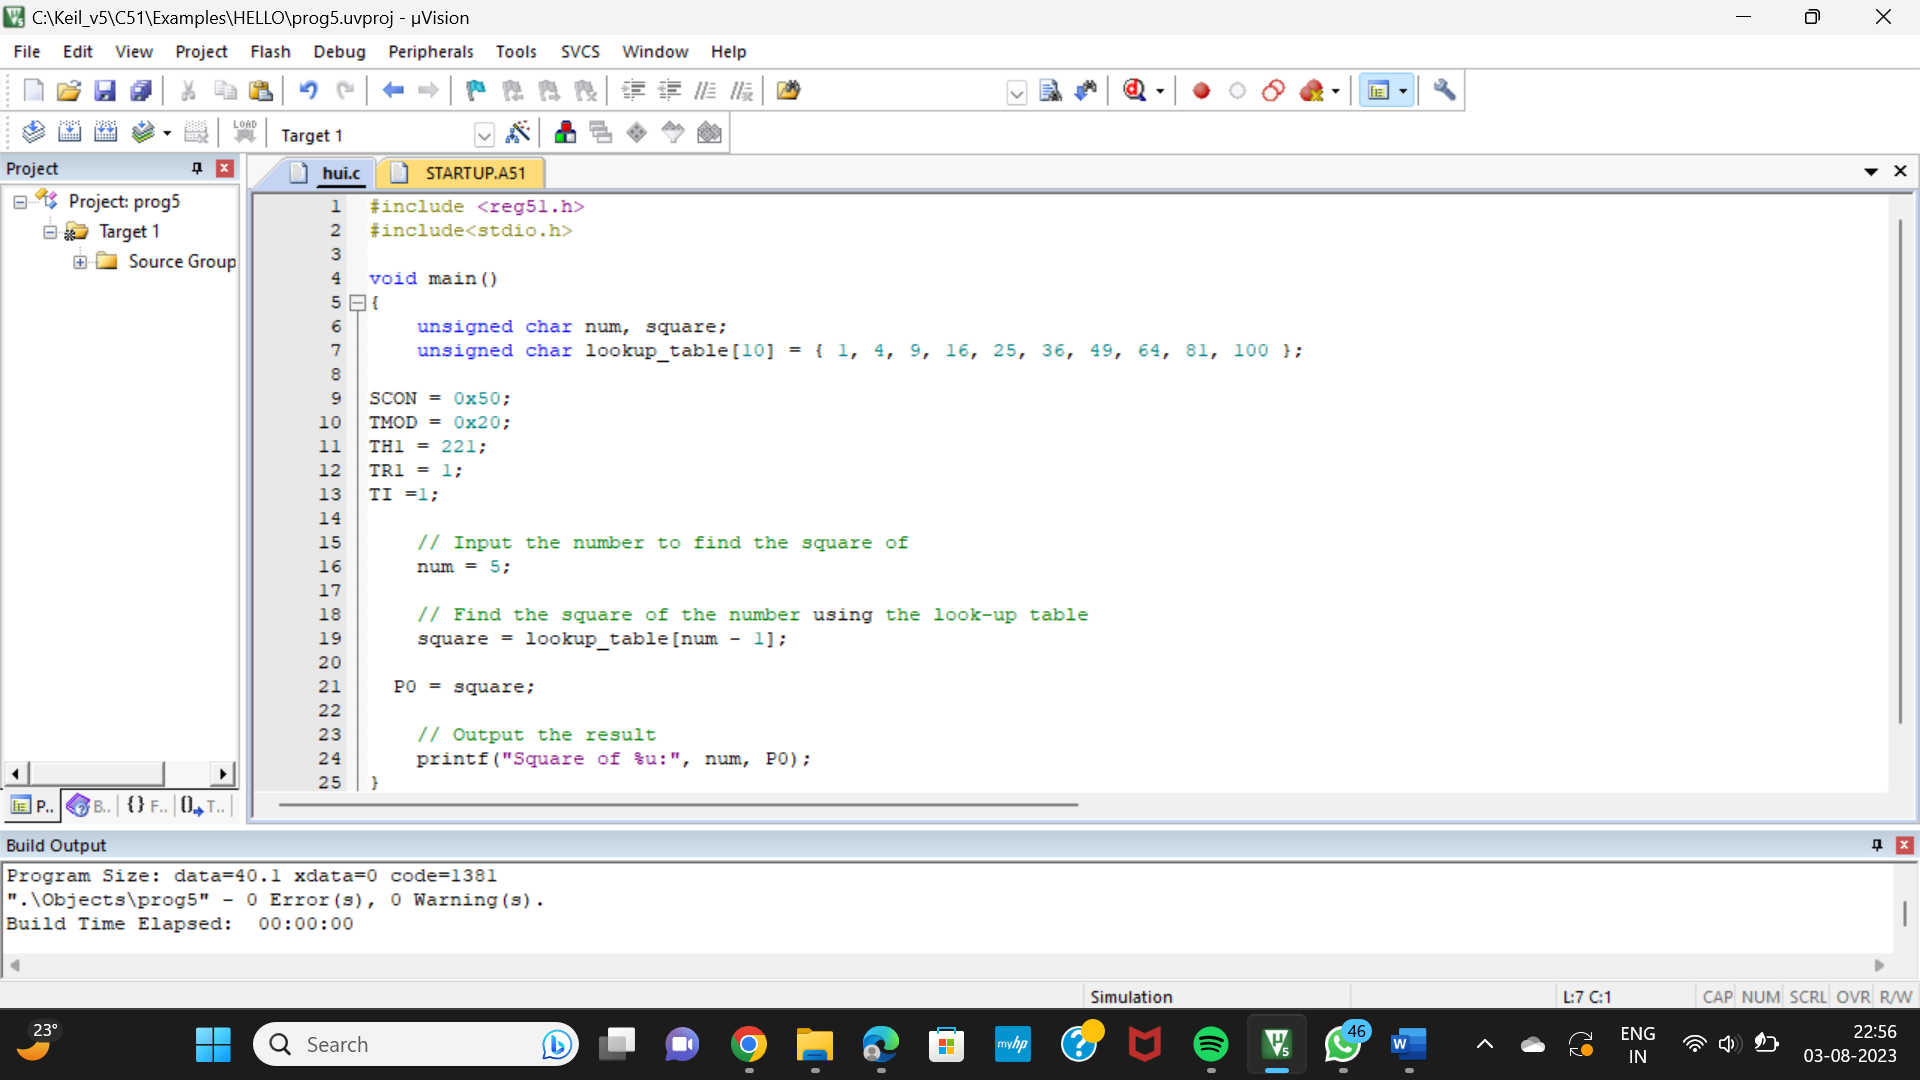 C:\Keil_v5\C51\Examples\HELLO\prog5.uvproj - µVision
File Edit View Project Flash Debug Peripherals Tools SVCS Window Help
LOAD Target 1
Project
Project: prog5
Target 1
Source Group
P.. B.. {} F.. T..
hui.c STARTUP.A51
1 #include <reg51.h>
2 #include<stdio.h>
3
4 void main()
5 {
6 unsigned char num, square;
7 unsigned char lookup_table[10] = { 1, 4, 9, 16, 25, 36, 49, 64, 81, 100 };
8
9 SCON = 0x50;
10 TMOD = 0x20;
11 TH1 = 221;
12 TR1 = 1;
13 TI =1;
14
15 // Input the number to find the square of
16 num = 5;
17
18 // Find the square of the number using the look-up table
19 square = lookup_table[num - 1];
20
21 P0 = square;
22
23 // Output the result
24 printf("Square of %u:", num, P0);
25 }
Build Output
Program Size: data=40.1 xdata=0 code=1381
".\Objects\prog5" - 0 Error(s), 0 Warning(s).
Build Time Elapsed: 00:00:00
Simulation L:7 C:1 CAP NUM SCRL OVR R/W
23°
Search
myhp
46
ENG
IN
22:56
03-08-2023